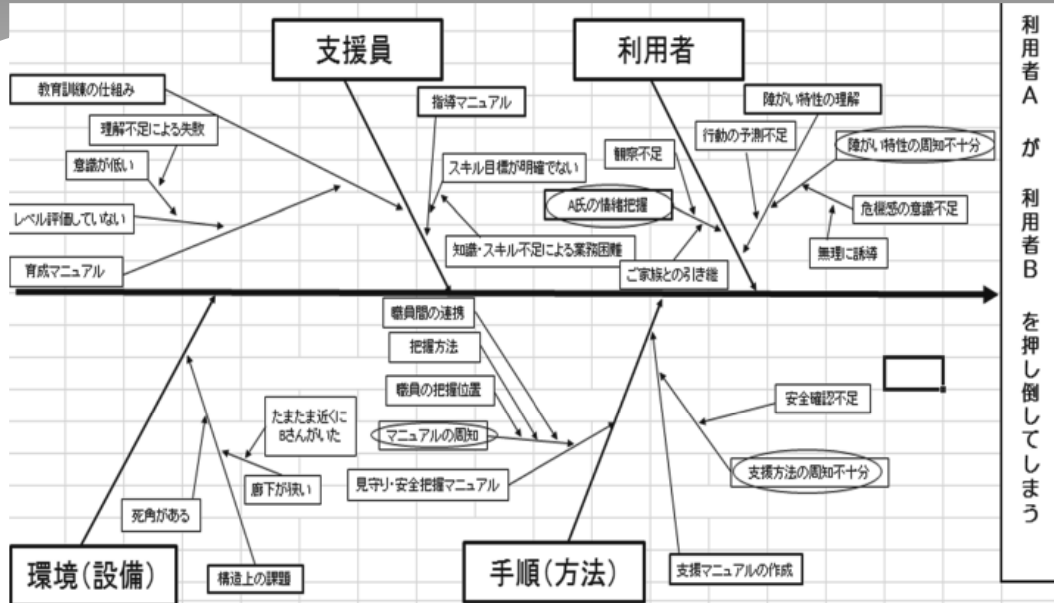 支援員
利用者
教育訓練の仕組み
理解不足による失敗
意識が低い
レベル評価していない
育成マニュアル
指導マニュアル
スキル目標が明確でない
知識・スキル不足による業務困難
障がい特性の理解
行動の予測不足
観察不足
障がい特性の周知不十分
A氏の情緒把握
危機感の意識不足
無理に誘導
ご家族との引き継
職員間の連携
把握方法
職員の把握位置
マニュアルの周知
見守り・安全把握マニュアル
たまたま近くに
Bさんがいた
廊下が狭い
死角がある
構造上の課題
安全確認不足
支援方法の周知不十分
支援マニュアルの作成
環境(設備)
手順(方法)
利用者A が 利用者B を押し倒してしまう